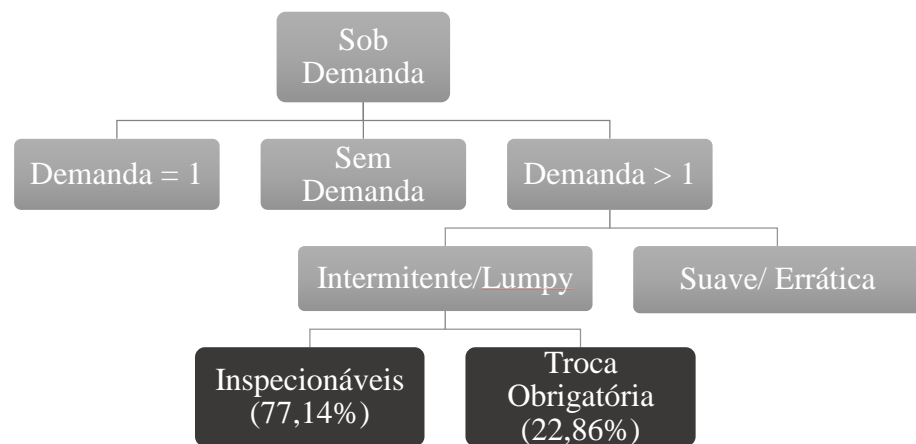 Sob
Demanda
Demanda = 1
Sem
Demanda
Demanda > 1
Intermitente/Lumpy
Suave/ Errática
Inspecionáveis
(77,14%)
Troca
Obrigatória
(22,86%)